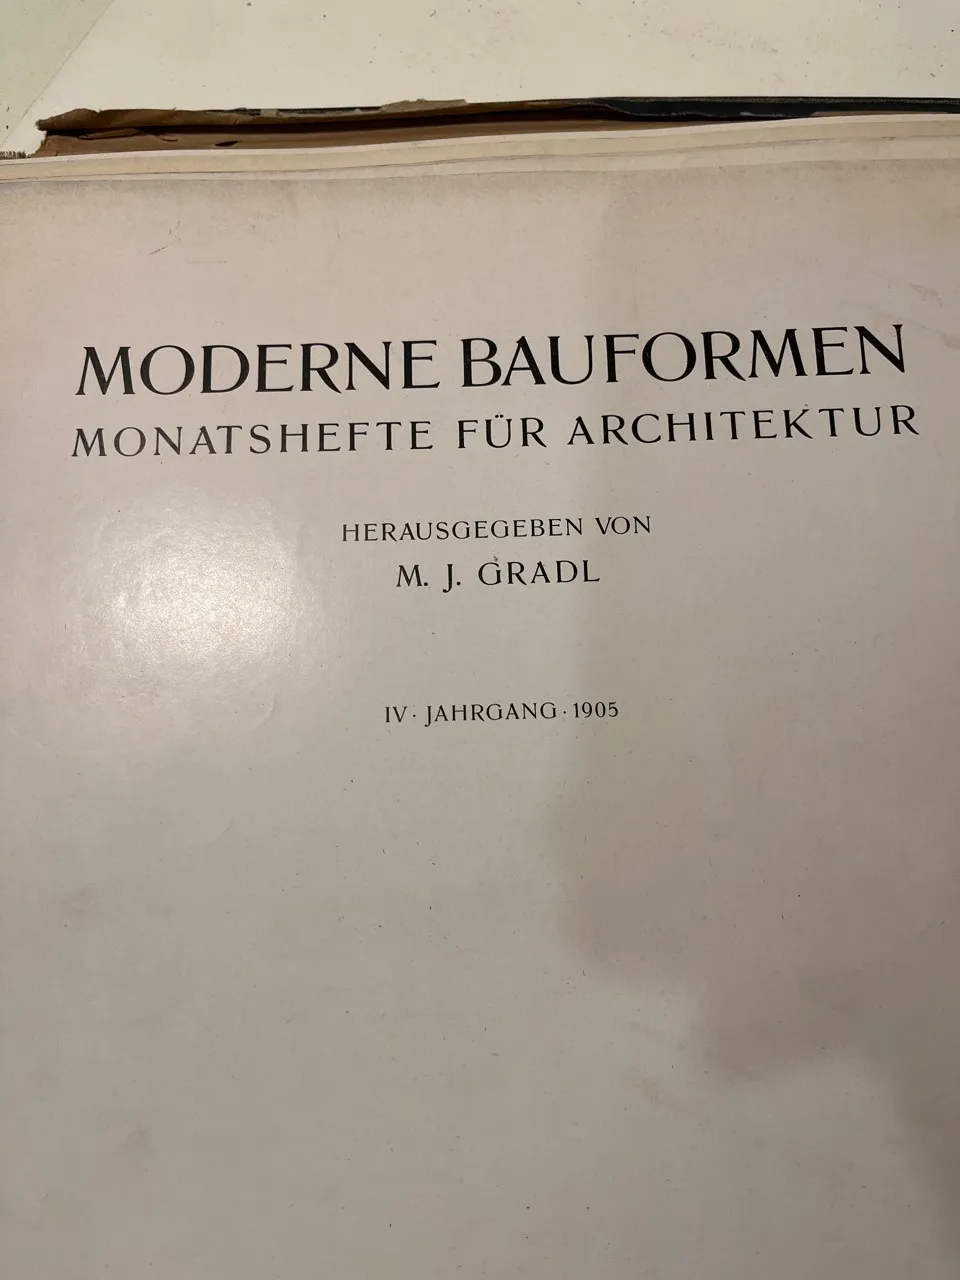 MODERNE BAUFORMEN
MONATSHEFTE FÜR ARCHITEKTUR
HERAUSGEGEBEN VON
M. J. GRADL
IV · JAHRGANG · 1905